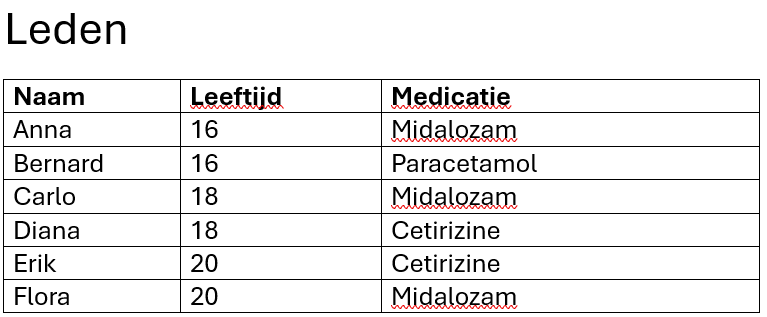 Leden
Naam Leeftijd Medicatie
Anna 16 Midalozam
Bernard 16 Paracetamol
Carlo 18 Midalozam
Diana 18 Cetirizine
Erik 20 Cetirizine
Flora 20 Midalozam